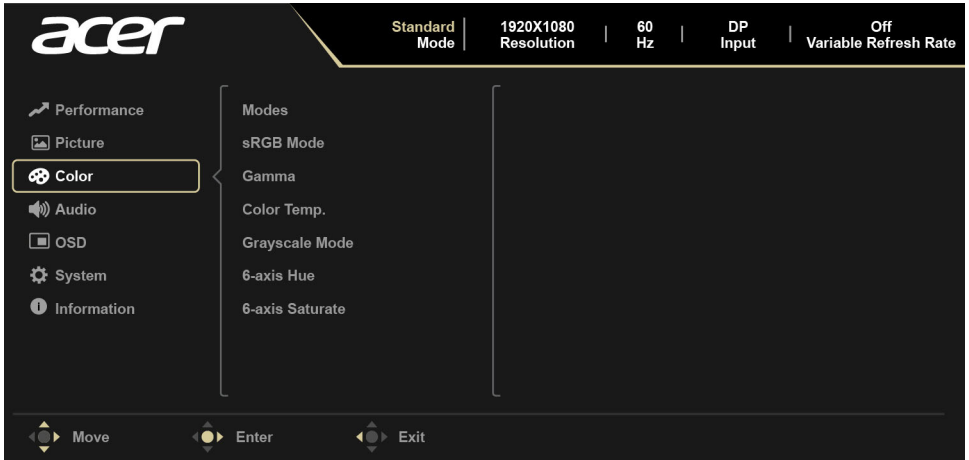 acer
Standard Mode | 1920X1080 Resolution | 60 Hz | DP Input | Off Variable Refresh Rate
Performance
Picture
Color
Audio
OSD
System
Information
Modes
sRGB Mode
Gamma
Color Temp.
Grayscale Mode
6-axis Hue
6-axis Saturate
Move
Enter
Exit